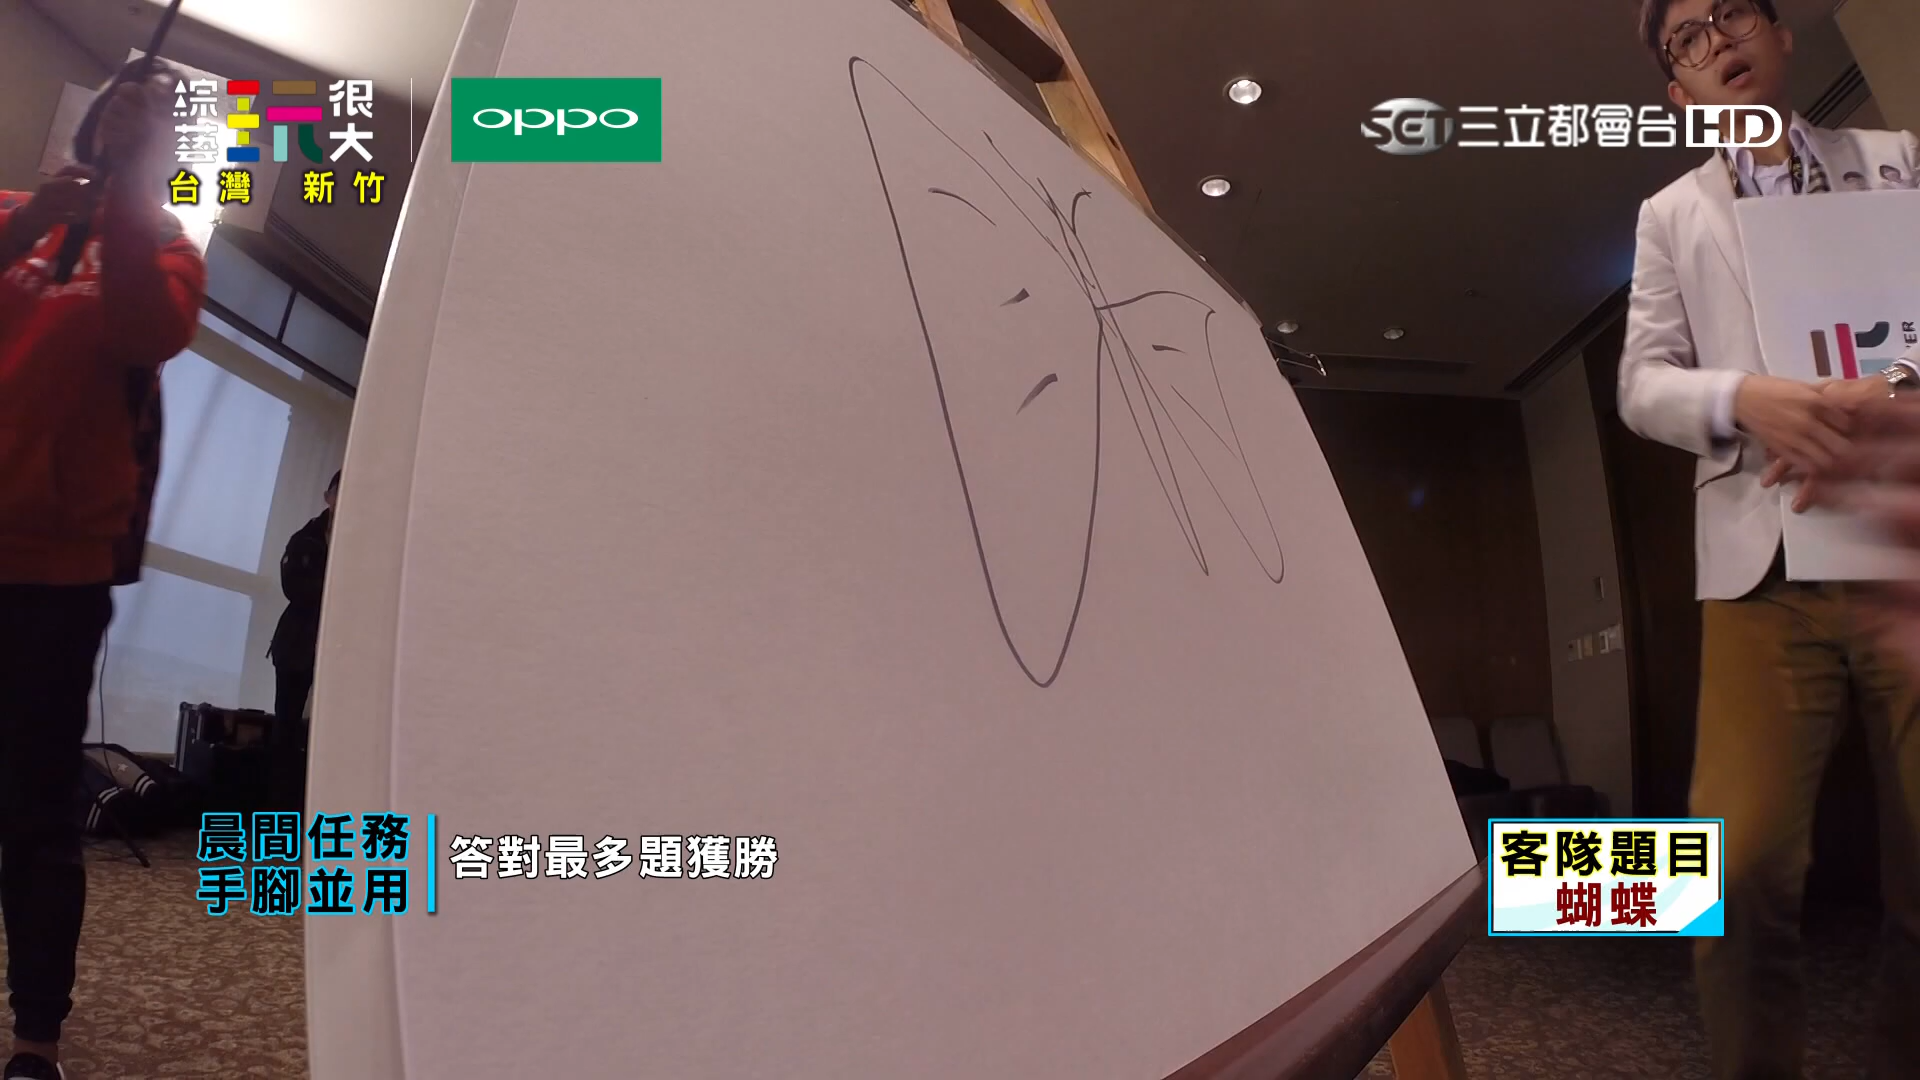 綜藝玩很大
台灣 新竹
oppo
SET三立都會台HD
晨間任務
手腳並用
答對最多題獲勝
客隊題目
蝴蝶